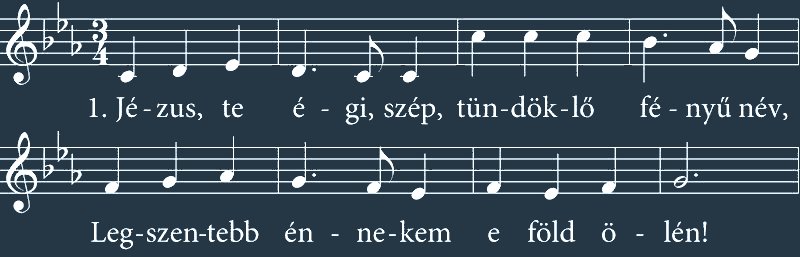 3
4
1. Jé - zus, te é - gi, szép, tün-dök-lő fé - nyű név,
Leg-szen-tebb én - ne-kem e föld ö - lén!